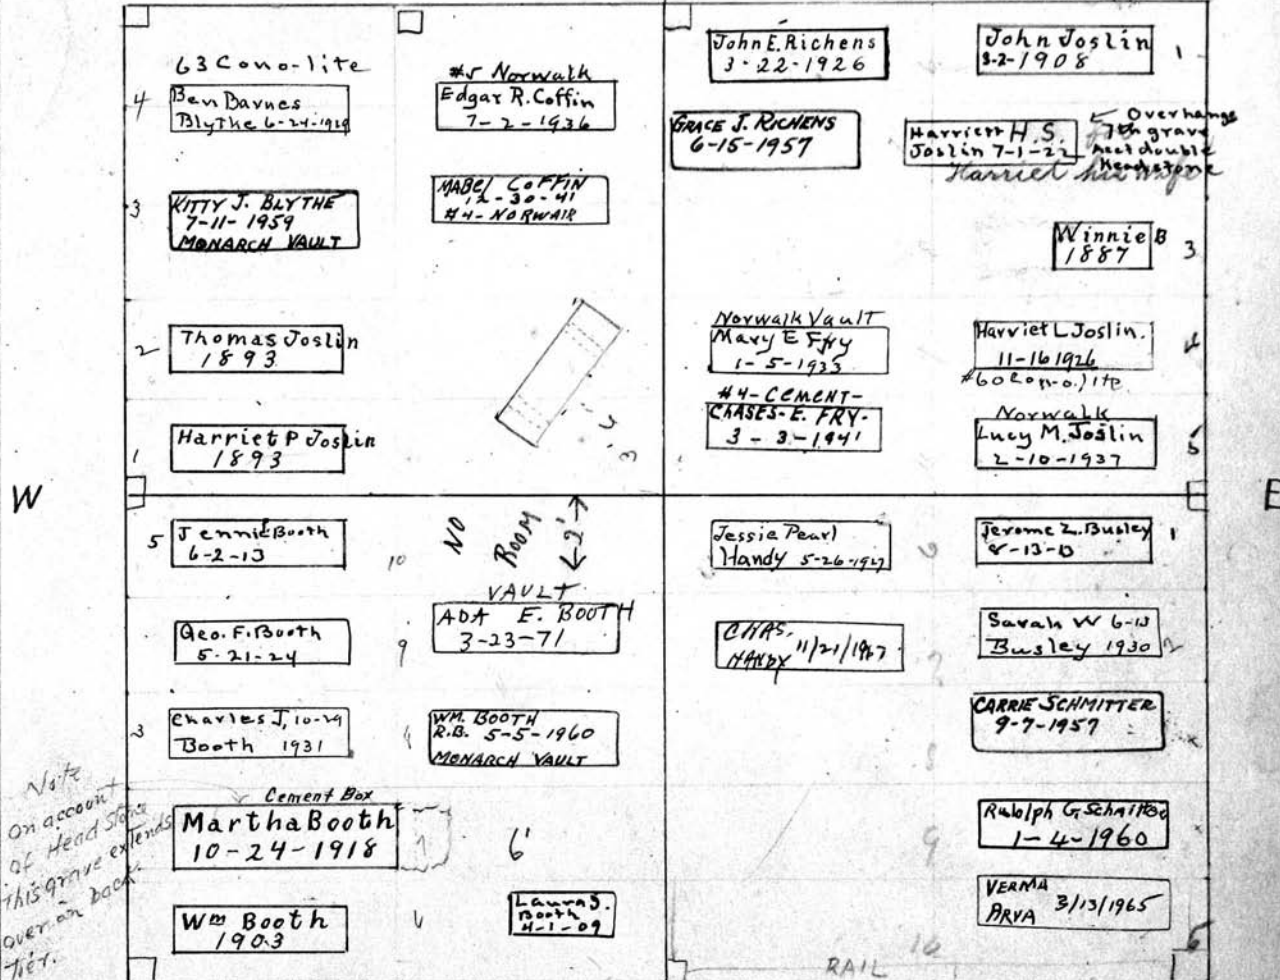 63 Cono-lite
4
Ben Barnes
Blythe 6-24-1929
3
KITTY J. BLYTHE
7-11-1959
MONARCH VAULT
2
Thomas Joslin
1893
1
Harriet P Joslin
1893
#5 Norwalk
Edgar R. Coffin
7-2-1936
MABEL COFFIN
12-30-41
#4-NORWALK
John E. Richens
3-22-1926
GRACE J. RICHENS
6-15-1957
Norwalk Vault
Mary E Fry
1-5-1933
#4-CEMENT-
CHASES-E. FRY-
3-3-1941
John Joslin
3-2-1908
1
Harriett H.S.
Joslin 7-1-22
Overhangs
7th grave
acct double
Headstone
Harriet his wife
Winnie B
1887
3
Harriet L Joslin.
11-16 1926
4
Norwalk
Lucy M. Joslin
2-10-1937
5
W
E
5
Jennie Booth
6-2-13
10
Geo. F. Booth
5-21-24
9
3
Charles J, 10-29
Booth 1931
Note
on account
of Head Stone
this grave extends
over on back
Tier.
Cement Box
Martha Booth
10-24-1918
7
Wm Booth
1903
NO
ROOM
2'
VAULT
ADA E. BOOTH
3-23-71
WM. BOOTH
R.B. 5-5-1960
MONARCH VAULT
6'
Laura S.
Booth
4-1-09
Jessie Pearl
Handy 5-26-1927
CHAS.
HANDY 11/21/1967
Jerome L. Busley
8-13-13
1
Sarah W 6-13
Busley 1930
2
CARRIE SCHMITTER
9-7-1957
Rudolph G. Schmitter
1-4-1960
9
VERMA
ARVA 3/13/1965
5
10
RAIL